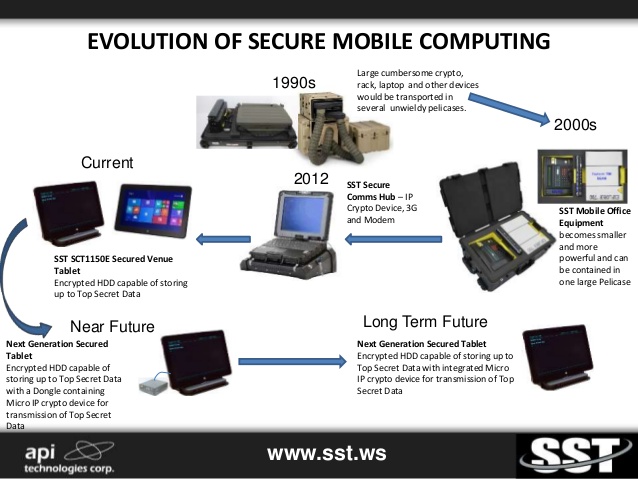 EVOLUTION OF SECURE MOBILE COMPUTING
1990s
Large cumbersome crypto,
rack, laptop and other devices
would be transported in
several unwieldy pelicases.
2000s
SST Mobile Office
Equipment
becomes smaller
and more
powerful and can
be contained in
one large Pelicase
2012
SST Secure
Comms Hub – IP
Crypto Device, 3G
and Modem
Current
SST SCT1150E Secured Venue
Tablet
Encrypted HDD capable of storing
up to Top Secret Data
Near Future
Next Generation Secured
Tablet
Encrypted HDD capable of
storing up to Top Secret Data
with a Dongle containing
Micro IP crypto device for
transmission of Top Secret
Data
Long Term Future
Next Generation Secured Tablet
Encrypted HDD capable of storing up to
Top Secret Data with integrated Micro
IP crypto device for transmission of Top
Secret Data
api
technologies corp.
www.sst.ws
SST